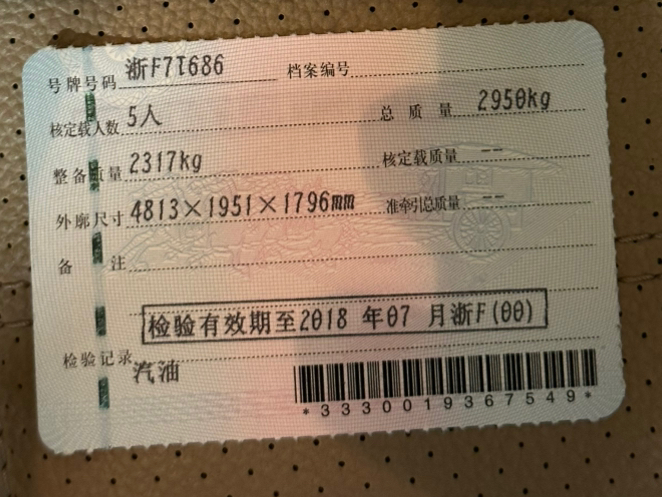 号牌号码 浙F7T686 档案编号
核定载人数 5人 总质量 2950kg
整备质量 2317kg 核定载质量 --
外廓尺寸 4813×1951×1796mm 准牵引总质量 --
备注
检验有效期至2018 年07 月浙F(00)
检验记录
汽油
*3330019367549*